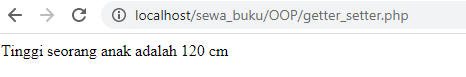 localhost/sewa_buku/OOP/getter_setter.php
Tinggi seorang anak adalah 120 cm